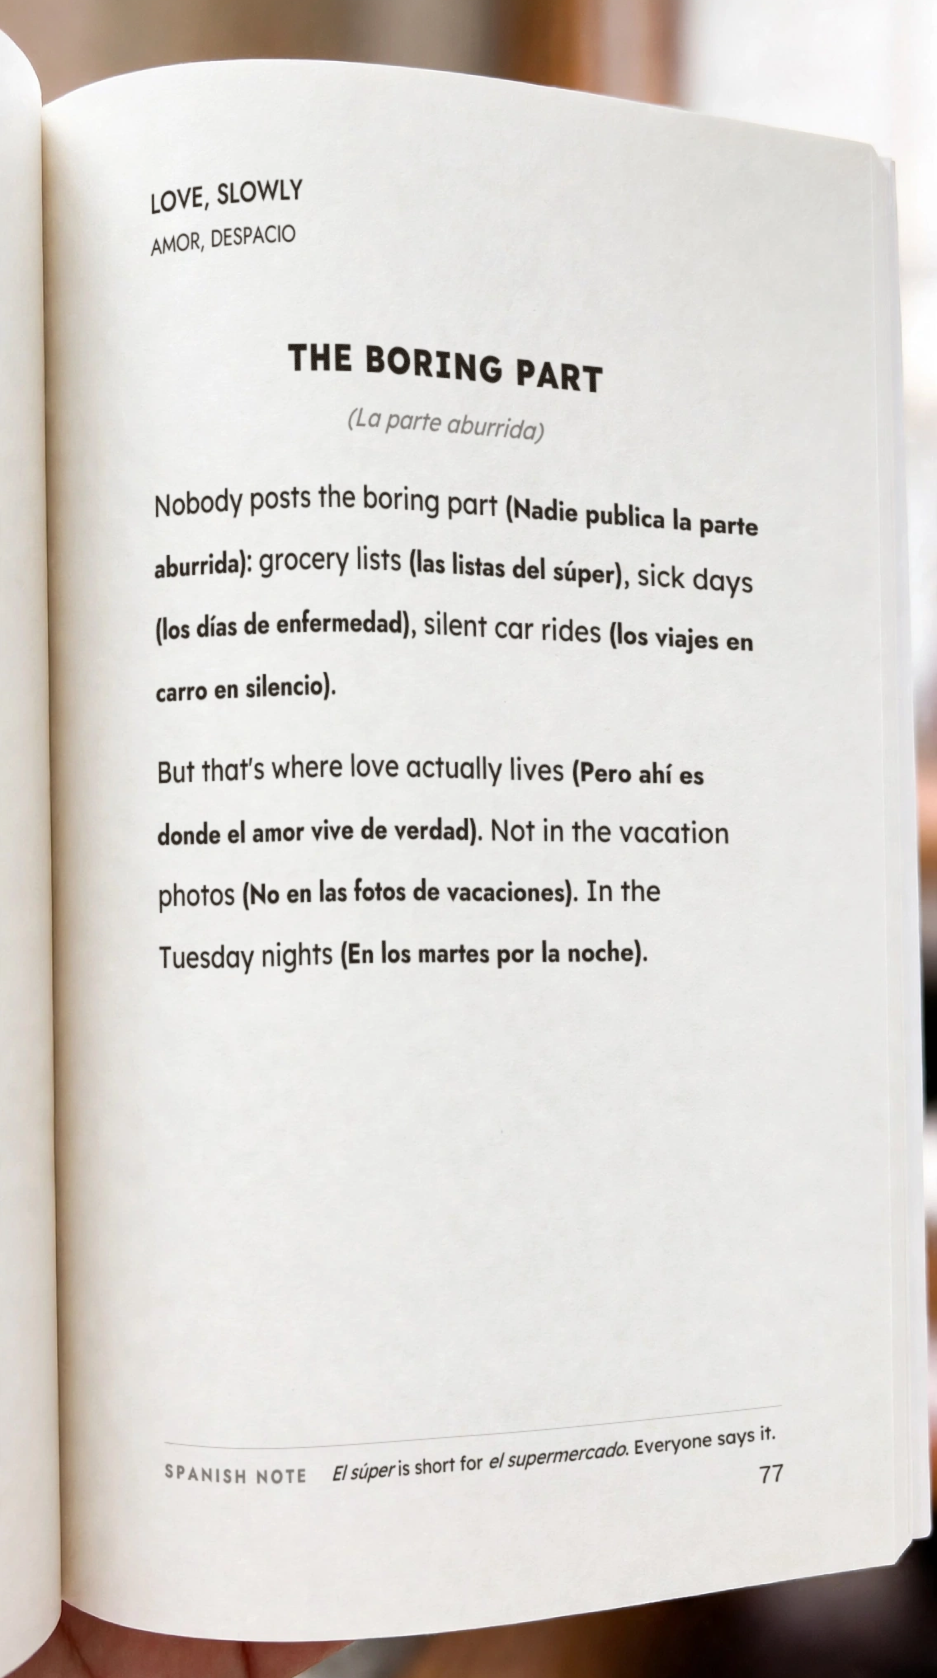 LOVE, SLOWLY
AMOR, DESPACIO
THE BORING PART
(La parte aburrida)
Nobody posts the boring part (Nadie publica la parte
aburrida): grocery lists (las listas del súper), sick days
(los días de enfermedad), silent car rides (los viajes en
carro en silencio).
But that's where love actually lives (Pero ahí es
donde el amor vive de verdad). Not in the vacation
photos (No en las fotos de vacaciones). In the
Tuesday nights (En los martes por la noche).
SPANISH NOTE El súper is short for el supermercado. Everyone says it.
77